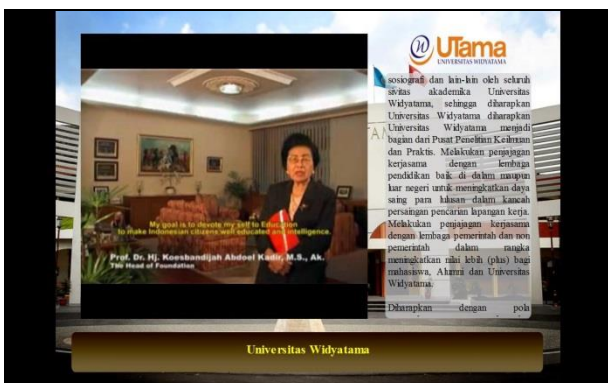 UTama
UNIVERSITAS WIDYATAMA
sosiografi dan lain-lain oleh seluruh
sivitas akademika Universitas
Widyatama, sehingga diharapkan
Universitas Widyatama diharapkan
Universitas Widyatama menjadi
bagian dari Pusat Penelitian Keilmuan
dan Praktis. Melakukan penjajagan
kerjasama dengan lembaga
pendidikan baik di dalam maupun
luar negeri untuk meningkatkan daya
saing para lulusan dalam kancah
persaingan pencarian lapangan kerja.
Melakukan penjajagan kerjasama
dengan lembaga pemerintah dan non
pemerintah dalam rangka
meningkatkan nilai lebih (plus) bagi
mahasiswa, Alumni dan Universitas
Widyatama.
Diharapkan dengan pola
My goal is to devote my self to Education
to make Indonesian citizens well educated and intelligence.
Prof. Dr. Hj. Koesbandijah Abdoel Kadir, M.S., Ak.
The Head of Foundation
Universitas Widyatama